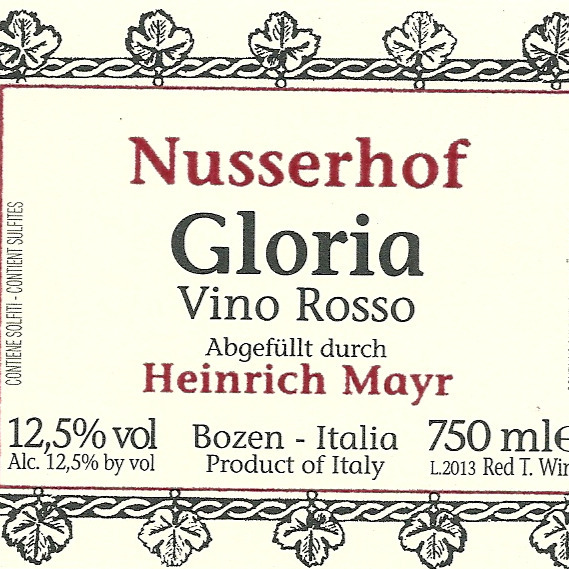 Nusserhof
Gloria
Vino Rosso
Abgefüllt durch
Heinrich Mayr
12,5% vol
Alc. 12,5% by vol
Bozen - Italia
Product of Italy
750 ml e
L.2013 Red T. Win
CONTIENE SOLFITI - CONTIENT SULFITES